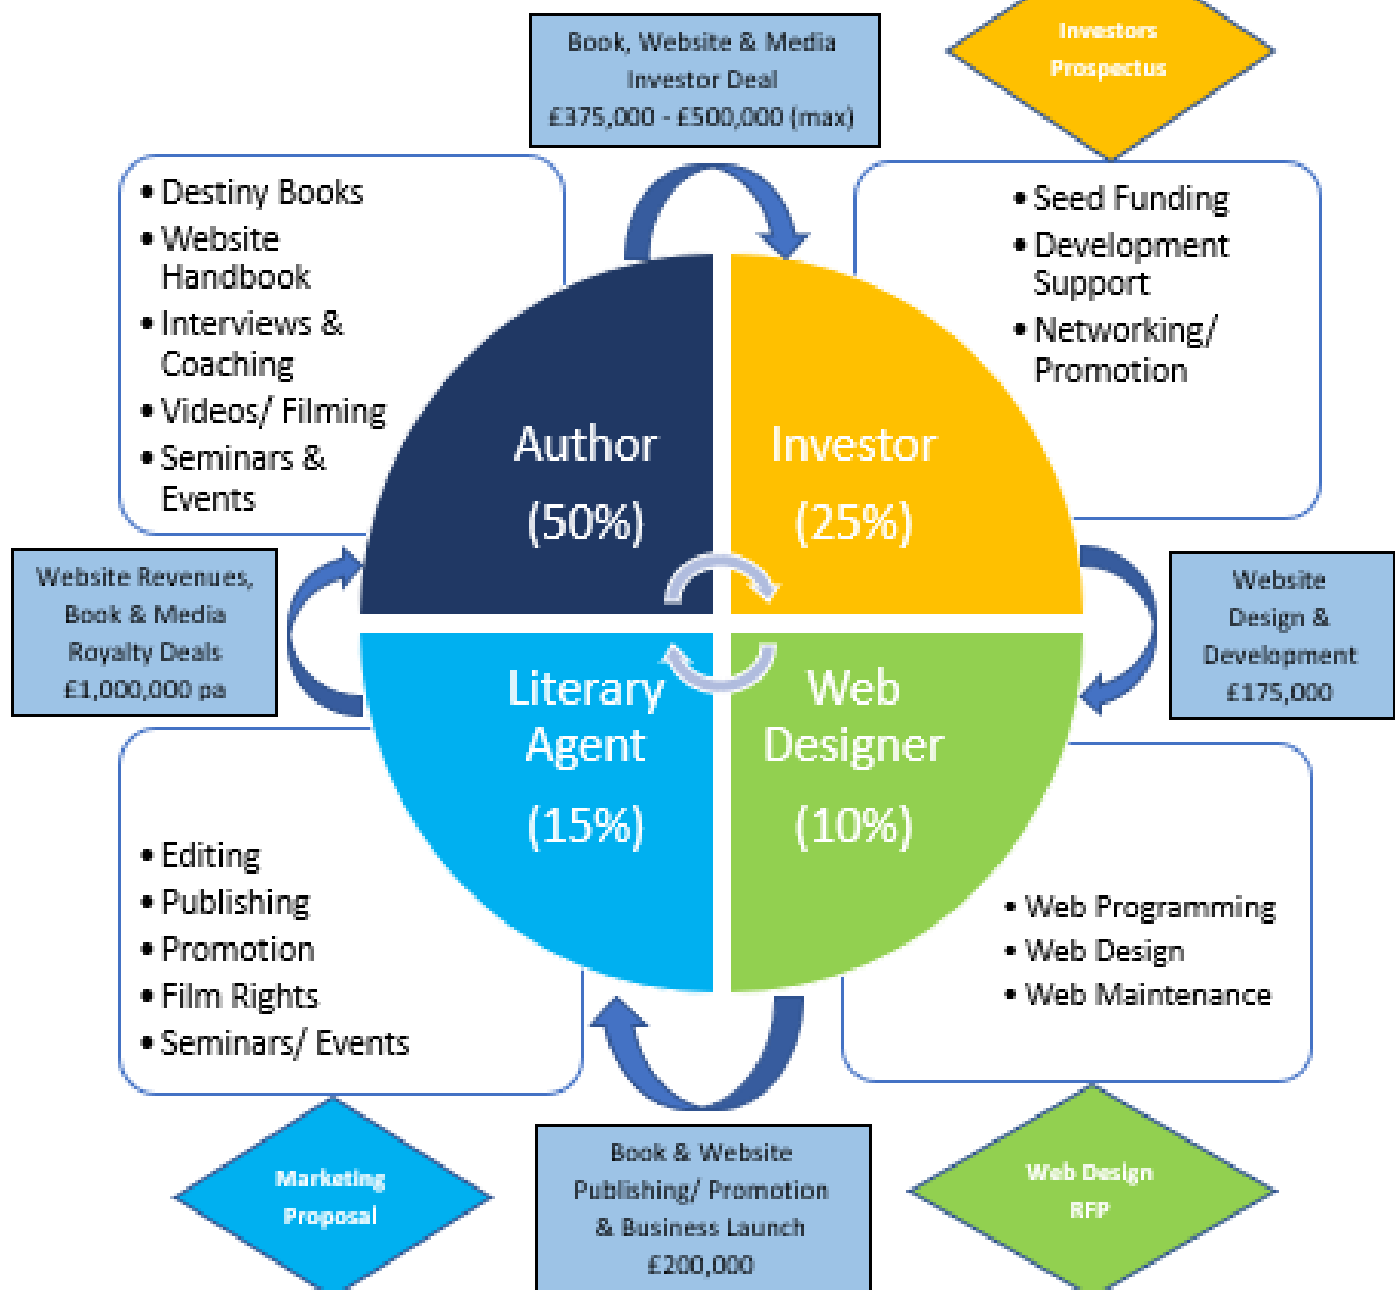 Book, Website & Media
Investor Deal
£375,000 - £500,000 (max)
Investors
Prospectus
• Destiny Books
• Website
Handbook
• Interviews &
Coaching
• Videos/ Filming
• Seminars &
Events
• Seed Funding
• Development
Support
• Networking/
Promotion
Author
(50%)
Investor
(25%)
Website Revenues,
Book & Media
Royalty Deals
£1,000,000 pa
Website
Design &
Development
£175,000
Literary
Agent
(15%)
Web
Designer
(10%)
• Editing
• Publishing
• Promotion
• Film Rights
• Seminars/ Events
• Web Programming
• Web Design
• Web Maintenance
Marketing
Proposal
Book & Website
Publishing/ Promotion
& Business Launch
£200,000
Web Design
RFP